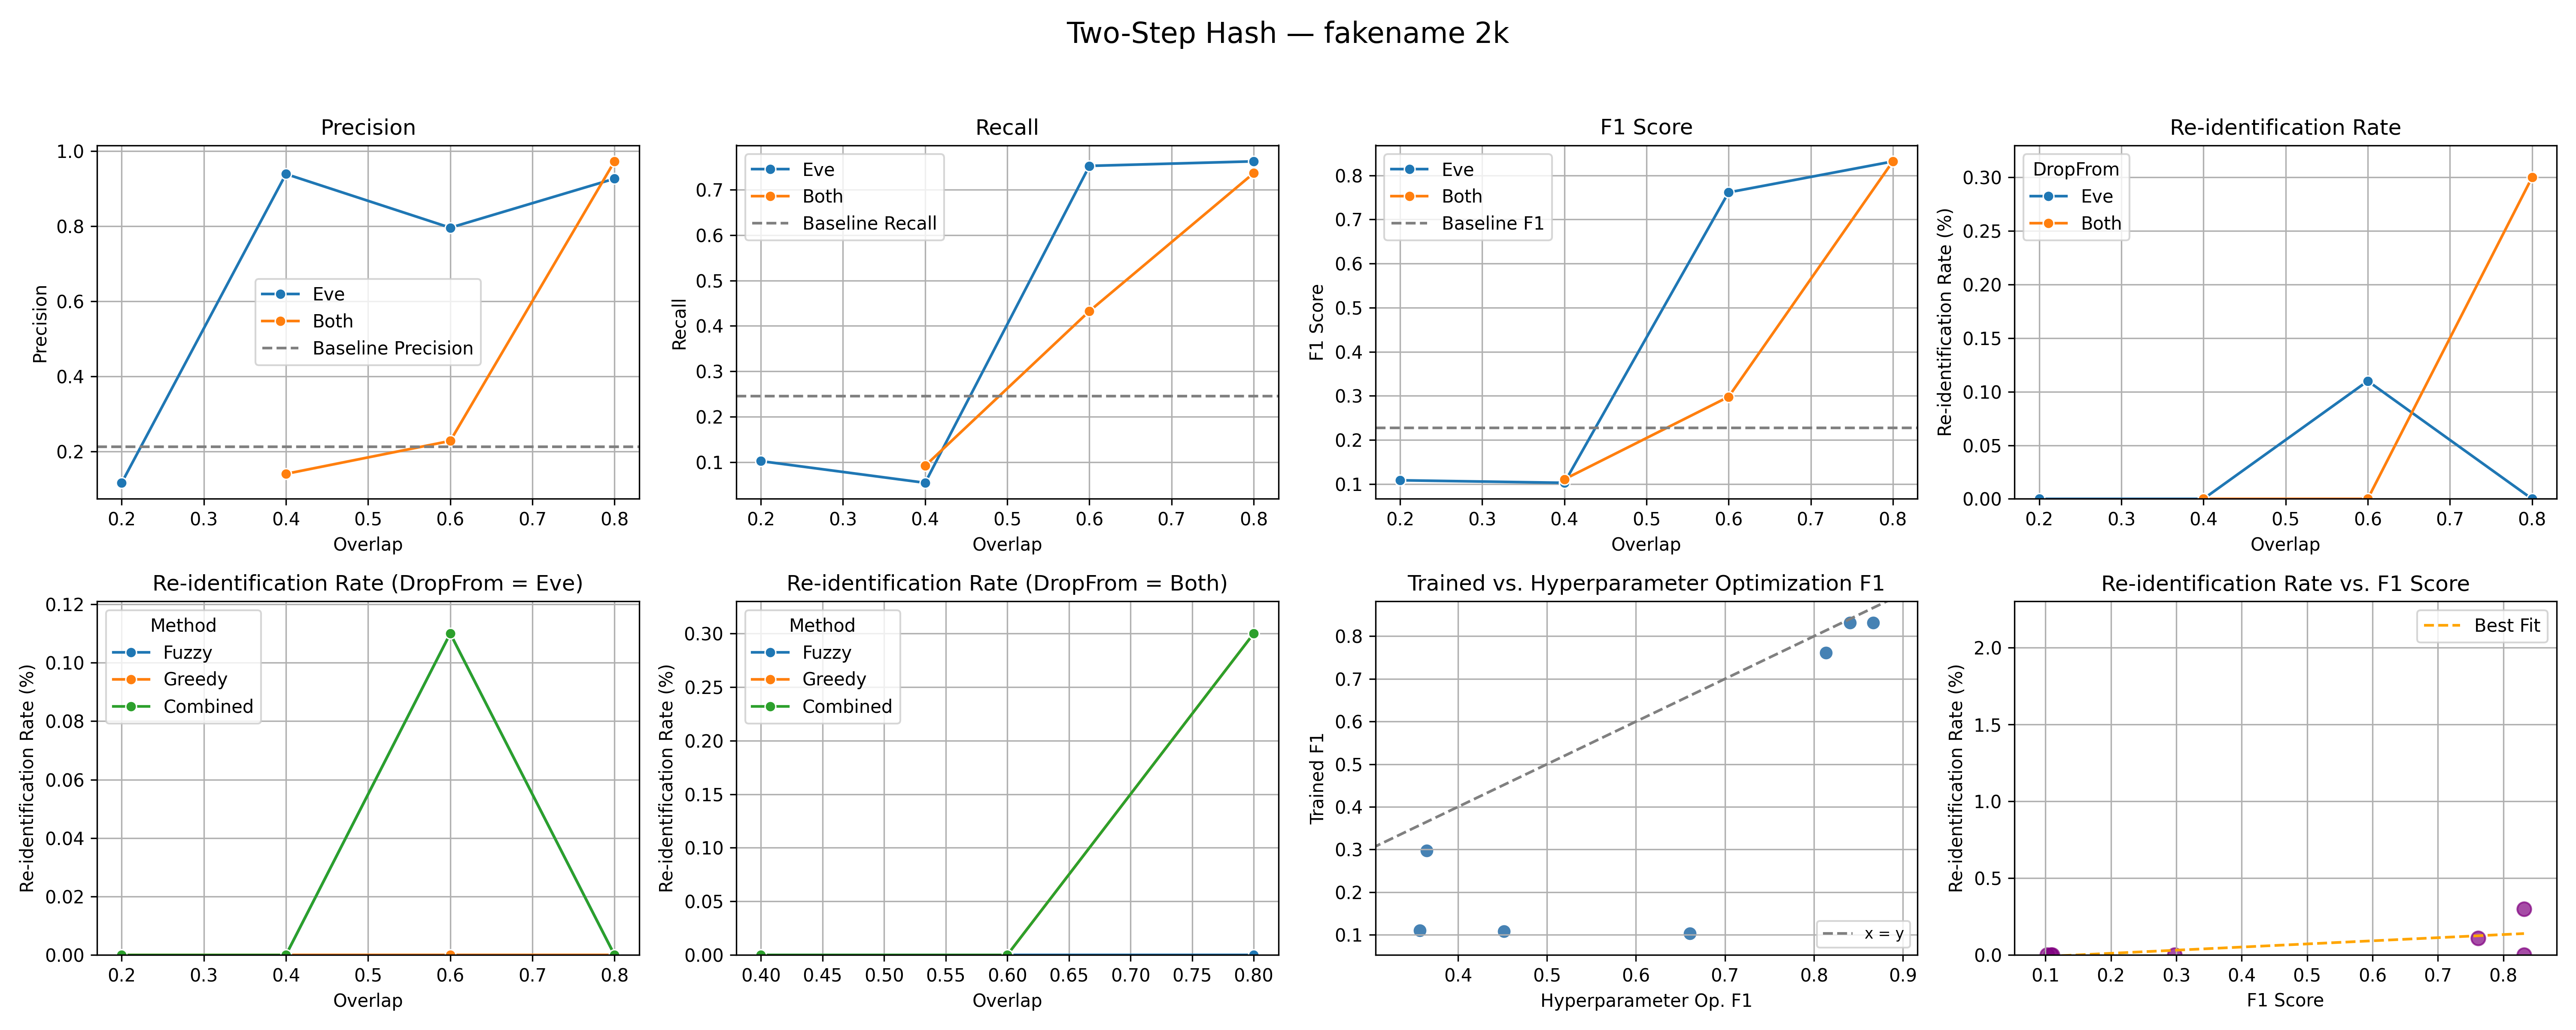 Two-Step Hash — fakename 2k
Precision
1.0
0.8
0.6
0.4
0.2
Precision
Eve
Both
Baseline Precision
0.2 0.3 0.4 0.5 0.6 0.7 0.8
Overlap
Recall
0.7
0.6
0.5
0.4
0.3
0.2
0.1
Recall
Eve
Both
Baseline Recall
0.2 0.3 0.4 0.5 0.6 0.7 0.8
Overlap
F1 Score
0.8
0.7
0.6
0.5
0.4
0.3
0.2
0.1
F1 Score
Eve
Both
Baseline F1
0.2 0.3 0.4 0.5 0.6 0.7 0.8
Overlap
Re-identification Rate
0.30
0.25
0.20
0.15
0.10
0.05
0.00
Re-identification Rate (%)
DropFrom
Eve
Both
0.2 0.3 0.4 0.5 0.6 0.7 0.8
Overlap
Re-identification Rate (DropFrom = Eve)
0.12
0.10
0.08
0.06
0.04
0.02
0.00
Re-identification Rate (%)
Method
Fuzzy
Greedy
Combined
0.2 0.3 0.4 0.5 0.6 0.7 0.8
Overlap
Re-identification Rate (DropFrom = Both)
0.30
0.25
0.20
0.15
0.10
0.05
0.00
Re-identification Rate (%)
Method
Fuzzy
Greedy
Combined
0.40 0.45 0.50 0.55 0.60 0.65 0.70 0.75 0.80
Overlap
Trained vs. Hyperparameter Optimization F1
0.8
0.7
0.6
0.5
0.4
0.3
0.2
0.1
Trained F1
x = y
0.4 0.5 0.6 0.7 0.8 0.9
Hyperparameter Op. F1
Re-identification Rate vs. F1 Score
2.0
1.5
1.0
0.5
0.0
Re-identification Rate (%)
Best Fit
0.1 0.2 0.3 0.4 0.5 0.6 0.7 0.8
F1 Score